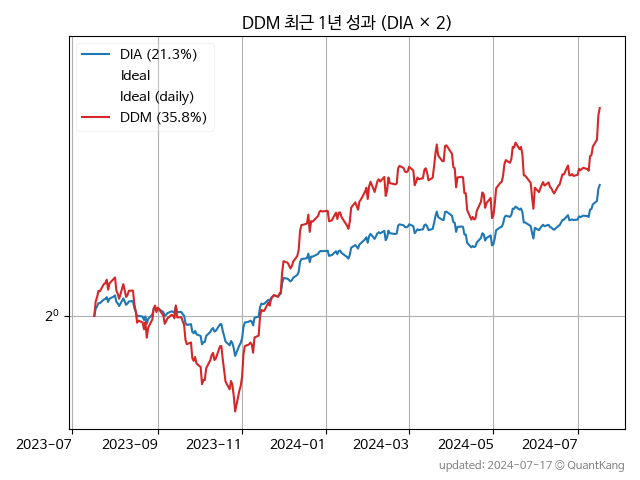 DDM 최근 1년 성과 (DIA × 2)
DIA (21.3%)
Ideal
Ideal (daily)
DDM (35.8%)
2⁰
2023-07 2023-09 2023-11 2024-01 2024-03 2024-05 2024-07
updated: 2024-07-17 © QuantKang